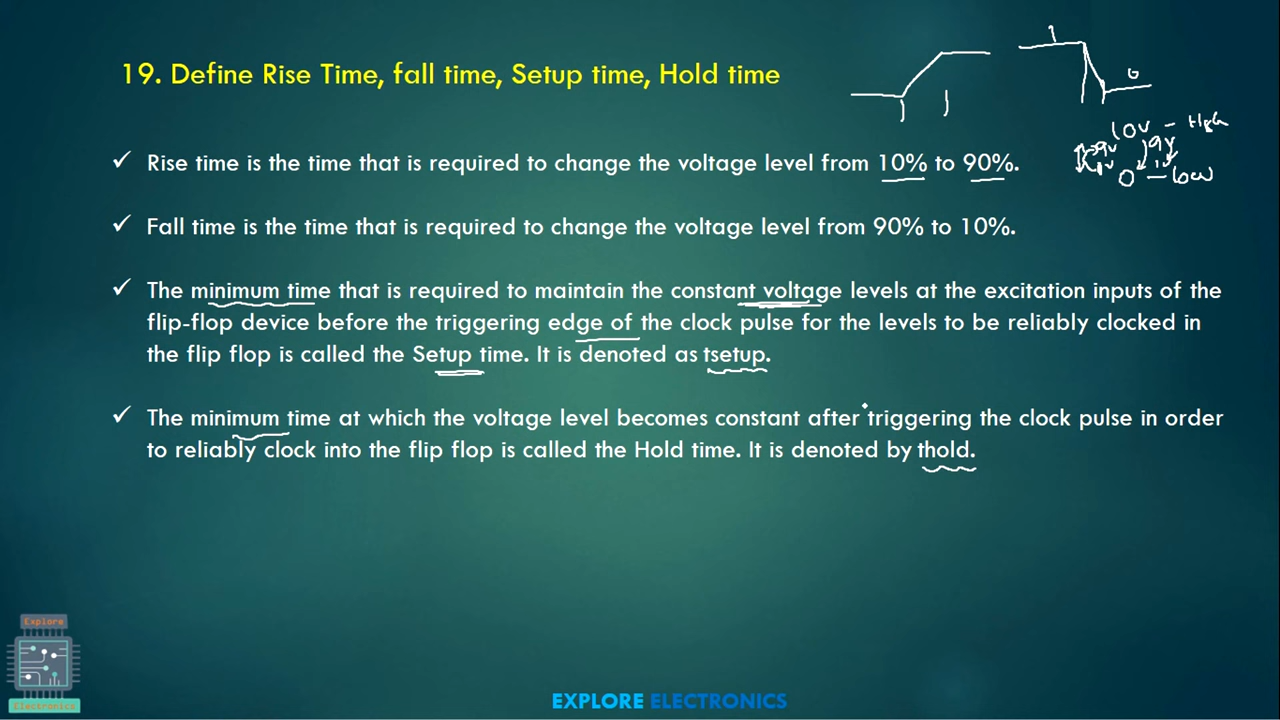 19. Define Rise Time, fall time, Setup time, Hold time
1
0
10v - High
9v 9v
1v 1v
0 - low
✓ Rise time is the time that is required to change the voltage level from 10% to 90%.
✓ Fall time is the time that is required to change the voltage level from 90% to 10%.
✓ The minimum time that is required to maintain the constant voltage levels at the excitation inputs of the
flip-flop device before the triggering edge of the clock pulse for the levels to be reliably clocked in
the flip flop is called the Setup time. It is denoted as tsetup.
✓ The minimum time at which the voltage level becomes constant after triggering the clock pulse in order
to reliably clock into the flip flop is called the Hold time. It is denoted by thold.
Explore
Electronics
EXPLORE ELECTRONICS